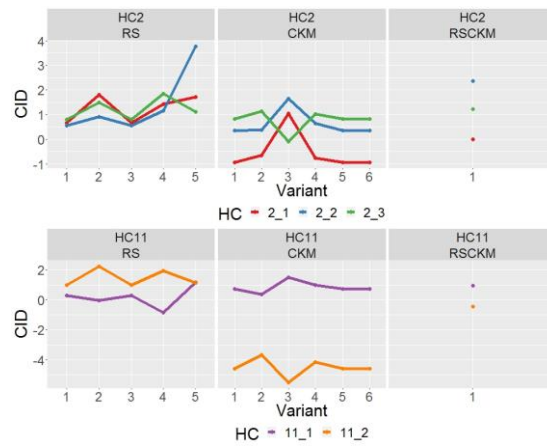 HC2 HC2 HC2
RS CKM RSCKM
4
3
2
1
0
-1
CID
1 2 3 4 5 1 2 3 4 5 6 1
Variant
HC 2_1 2_2 2_3
HC11 HC11 HC11
RS CKM RSCKM
2
0
-2
-4
CID
1 2 3 4 5 1 2 3 4 5 6 1
Variant
HC 11_1 11_2